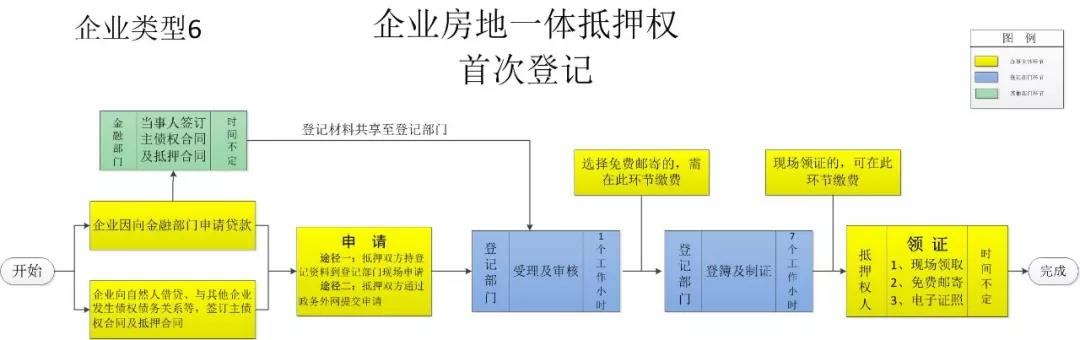 企业类型6
企业房地一体抵押权
首次登记
图 例
金融部门
当事人签订
主债权合同
及抵押合同
时间不定
登记材料共享至登记部门
选择免费邮寄的，需
在此环节缴费
现场领证的，可在此
环节缴费
开始
企业因向金融部门申请贷款
企业向自然人借贷、与其他企业
发生债权债务关系等，签订主债
权合同及抵押合同
申 请
途径一：抵押双方持登
记资料到登记部门现场申请
途径二：抵押双方通过
政务外网提交申请
登记部门
受理及审核
1个工作小时
登记部门
登簿及制证
7个工作小时
抵押权人
领 证
1、现场领取
2、免费邮寄
3、电子证照
时间不定
完成